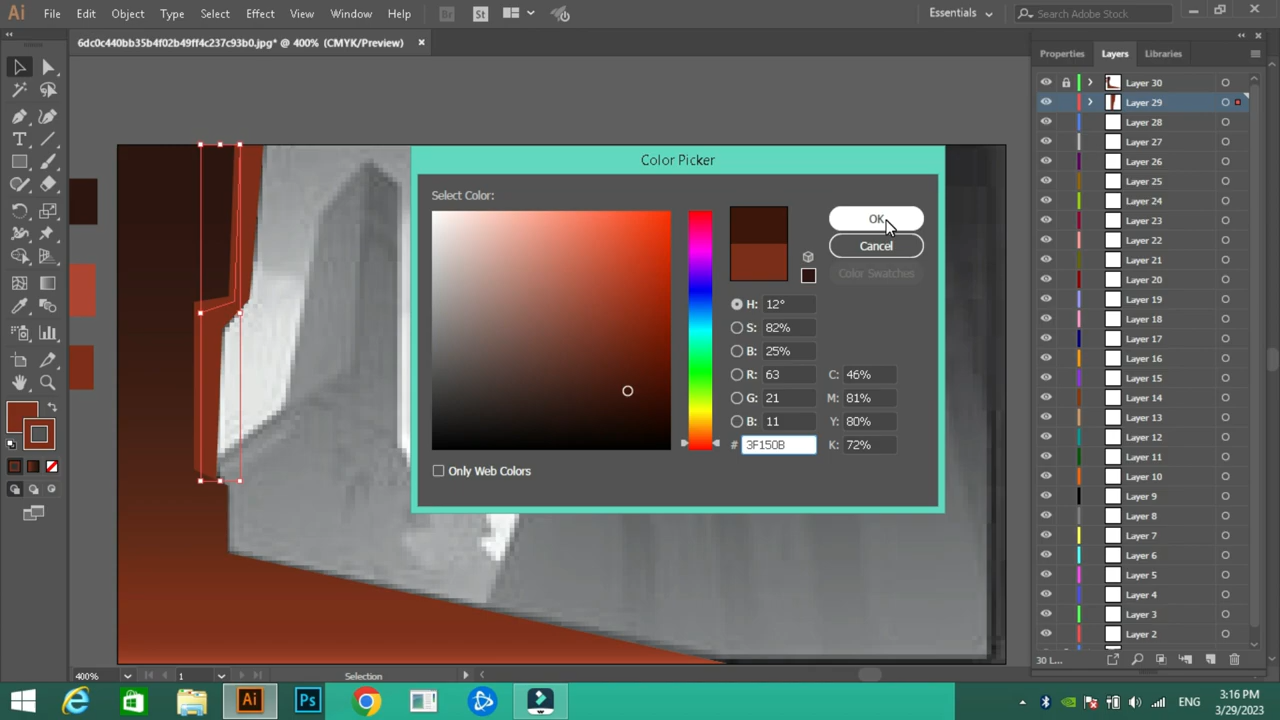 Ai File Edit Object Type Select Effect View Window Help Br St Essentials Search Adobe Stock
6dc0c440bb35b4f02b49ff4c237c93b0.jpg* @ 400% (CMYK/Preview)
Properties Layers Libraries
Layer 30
Layer 29
Layer 28
Layer 27
Layer 26
Layer 25
Layer 24
Layer 23
Layer 22
Layer 21
Layer 20
Layer 19
Layer 18
Layer 17
Layer 16
Layer 15
Layer 14
Layer 13
Layer 12
Layer 11
Layer 10
Layer 9
Layer 8
Layer 7
Layer 6
Layer 5
Layer 4
Layer 3
Layer 2
30 L...
Color Picker
Select Color:
OK
Cancel
Color Swatches
H: 12°
S: 82%
B: 25%
R: 63 C: 46%
G: 21 M: 81%
B: 11 Y: 80%
# 3F150B K: 72%
Only Web Colors
400% 1 Selection
Ai Ps ENG
3:16 PM
3/29/2023